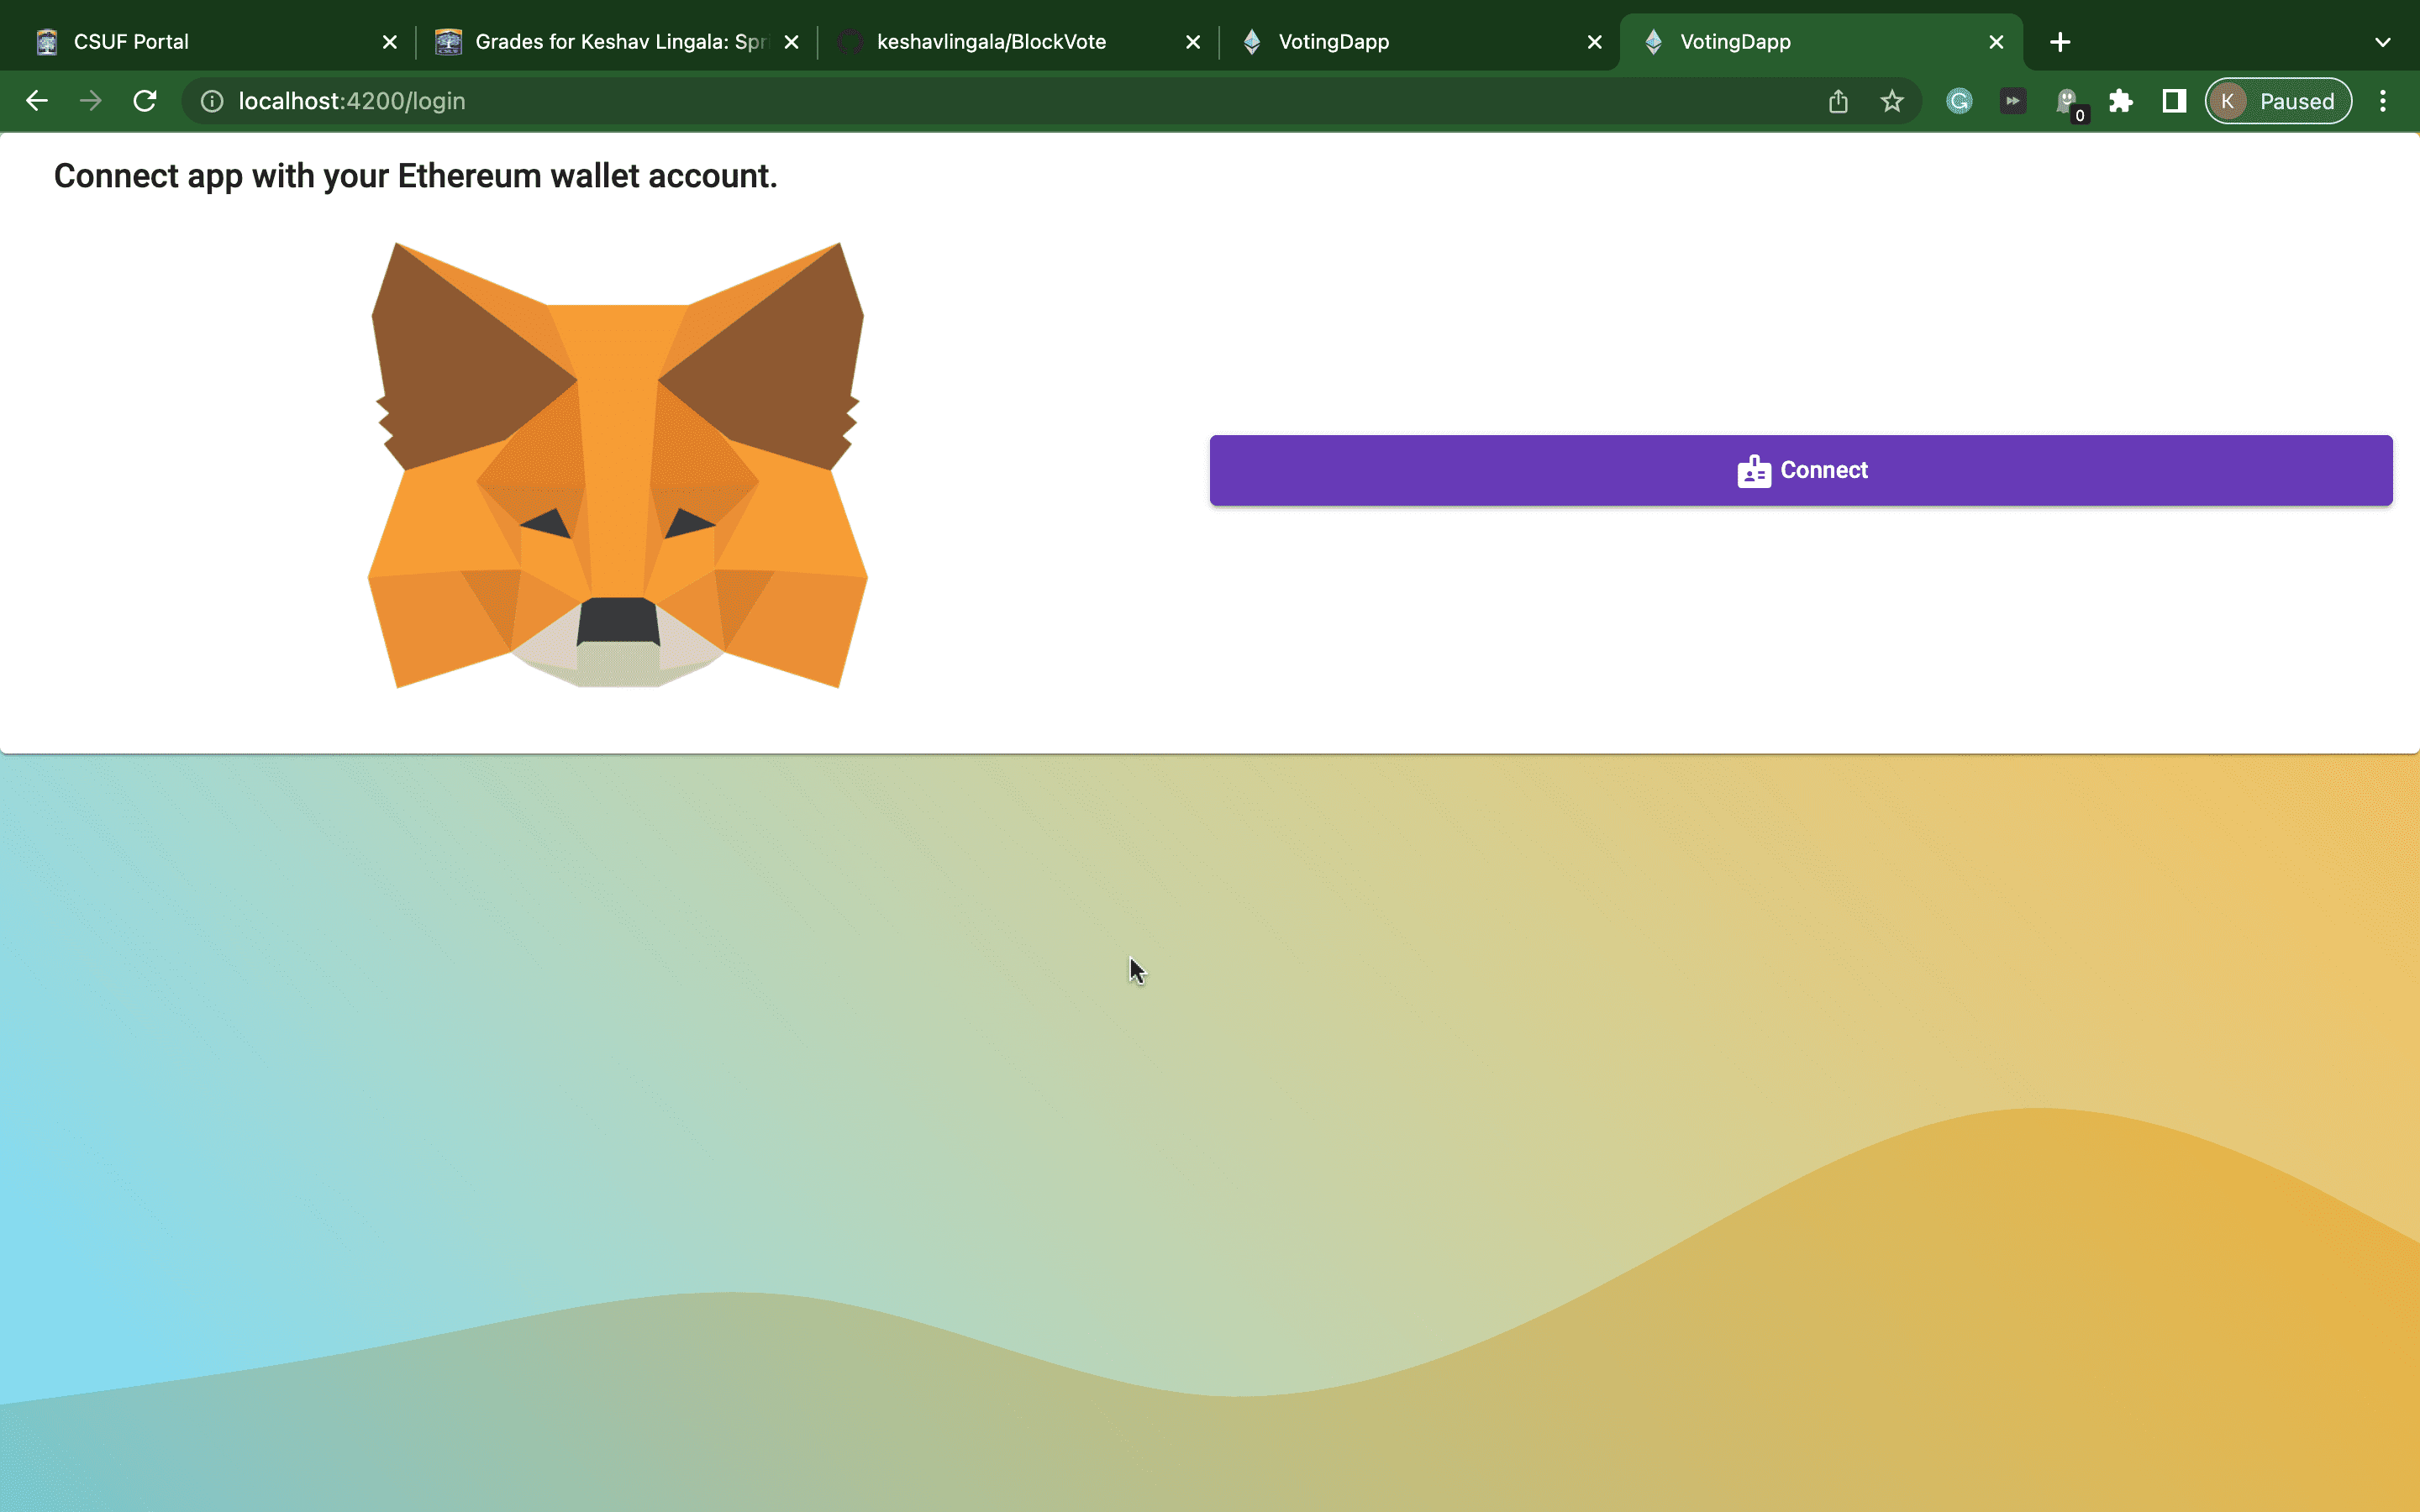 CSUF Portal
Grades for Keshav Lingala: Spr
keshavlingala/BlockVote
VotingDapp
VotingDapp
localhost:4200/login
0
K
Paused
Connect app with your Ethereum wallet account.
Connect